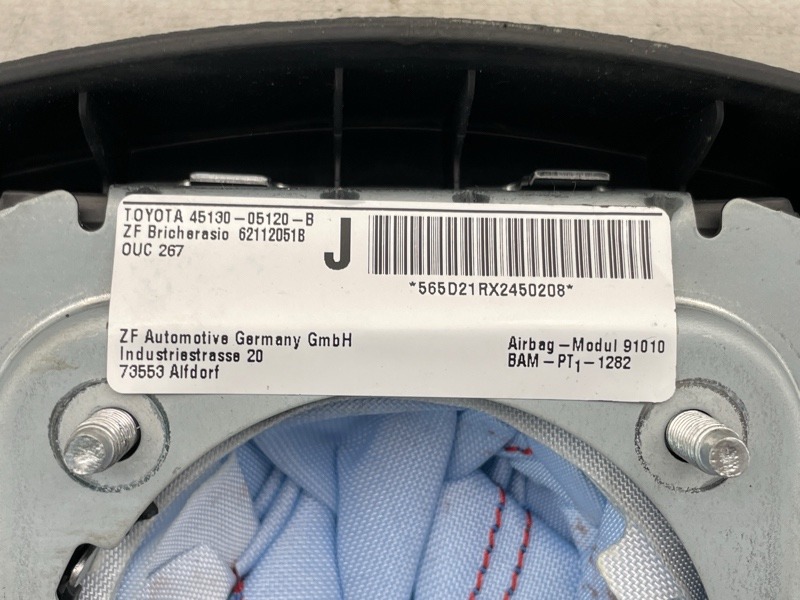 TOYOTA 45130-05120-B
ZF Bricherasio 62112051B
OUC 267
J
*565D21RX2450208*
ZF Automotive Germany GmbH
Industriestrasse 20
73553 Alfdorf
Airbag-Modul 91010
BAM-PT1-1282